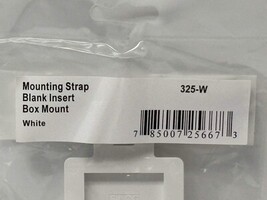 Mounting Strap 325-W
Blank Insert
Box Mount
White
7 85007 25667 3